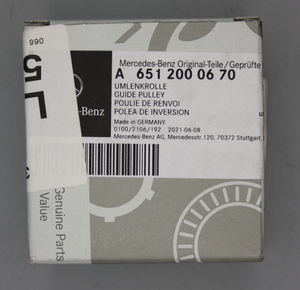 Mercedes-Benz Original-Teile/Geprüfte
A 651 200 06 70
UMLENKROLLE
GUIDE PULLEY
POULIE DE RENVOI
POLEA DE INVERSION
Made in GERMANY
0100/2106/192 2021-06-08
Mercedes-Benz AG, Mercedesstr 120, 70372 Stuttgart,
-Benz
990
Genuine Parts
Value